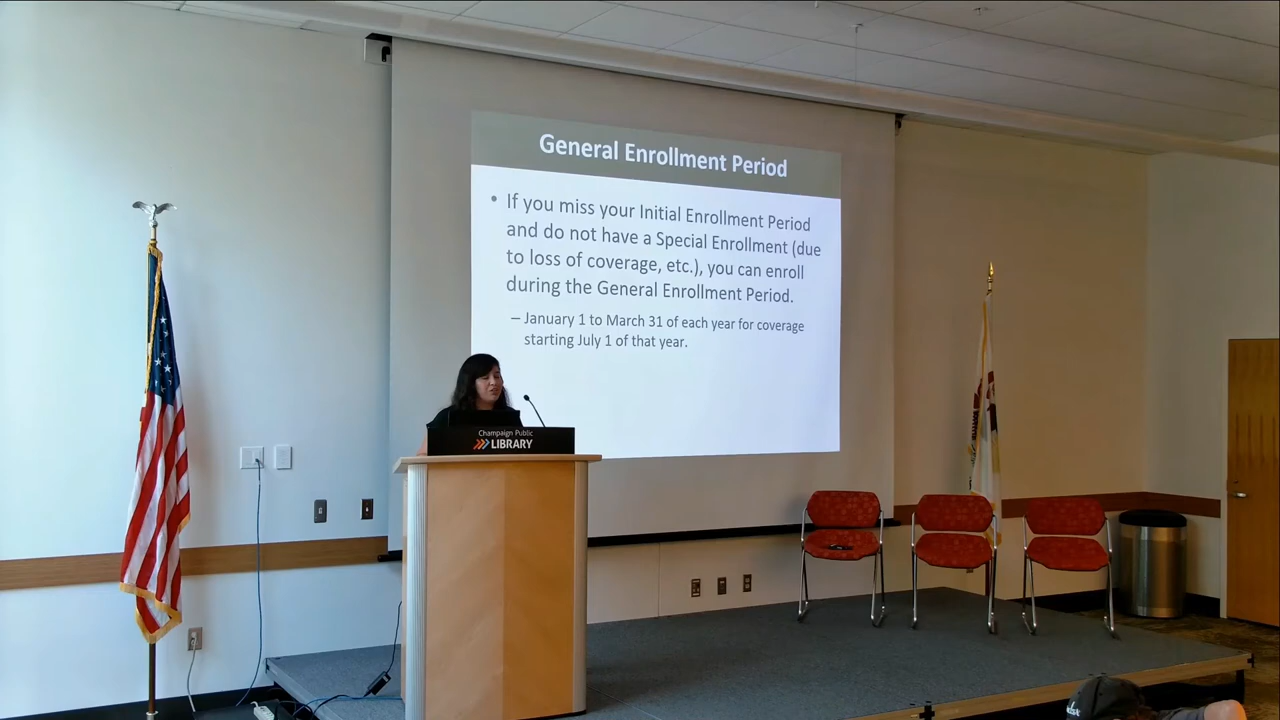 General Enrollment Period
• If you miss your Initial Enrollment Period
and do not have a Special Enrollment (due
to loss of coverage, etc.), you can enroll
during the General Enrollment Period.
– January 1 to March 31 of each year for coverage
starting July 1 of that year.
Champaign Public
LIBRARY